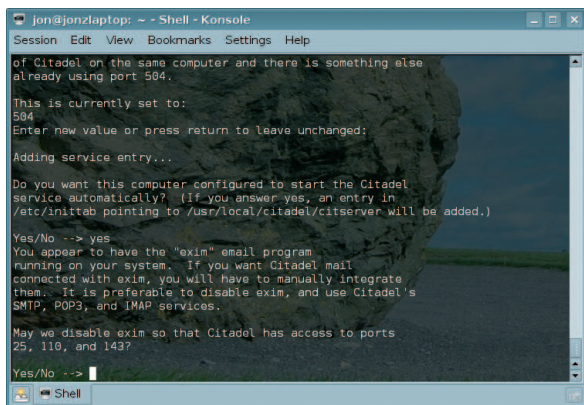 jon@jonzlaptop: ~ - Shell - Konsole
Session Edit View Bookmarks Settings Help
of Citadel on the same computer and there is something else
already using port 504.
This is currently set to:
504
Enter new value or press return to leave unchanged:
Adding service entry...
Do you want this computer configured to start the Citadel
service automatically? (If you answer yes, an entry in
/etc/inittab pointing to /usr/local/citadel/citserver will be added.)
Yes/No --> yes
You appear to have the "exim" email program
running on your system. If you want Citadel mail
connected with exim, you will have to manually integrate
them. It is preferable to disable exim, and use Citadel's
SMTP, POP3, and IMAP services.
May we disable exim so that Citadel has access to ports
25, 110, and 143?
Yes/No -->
Shell